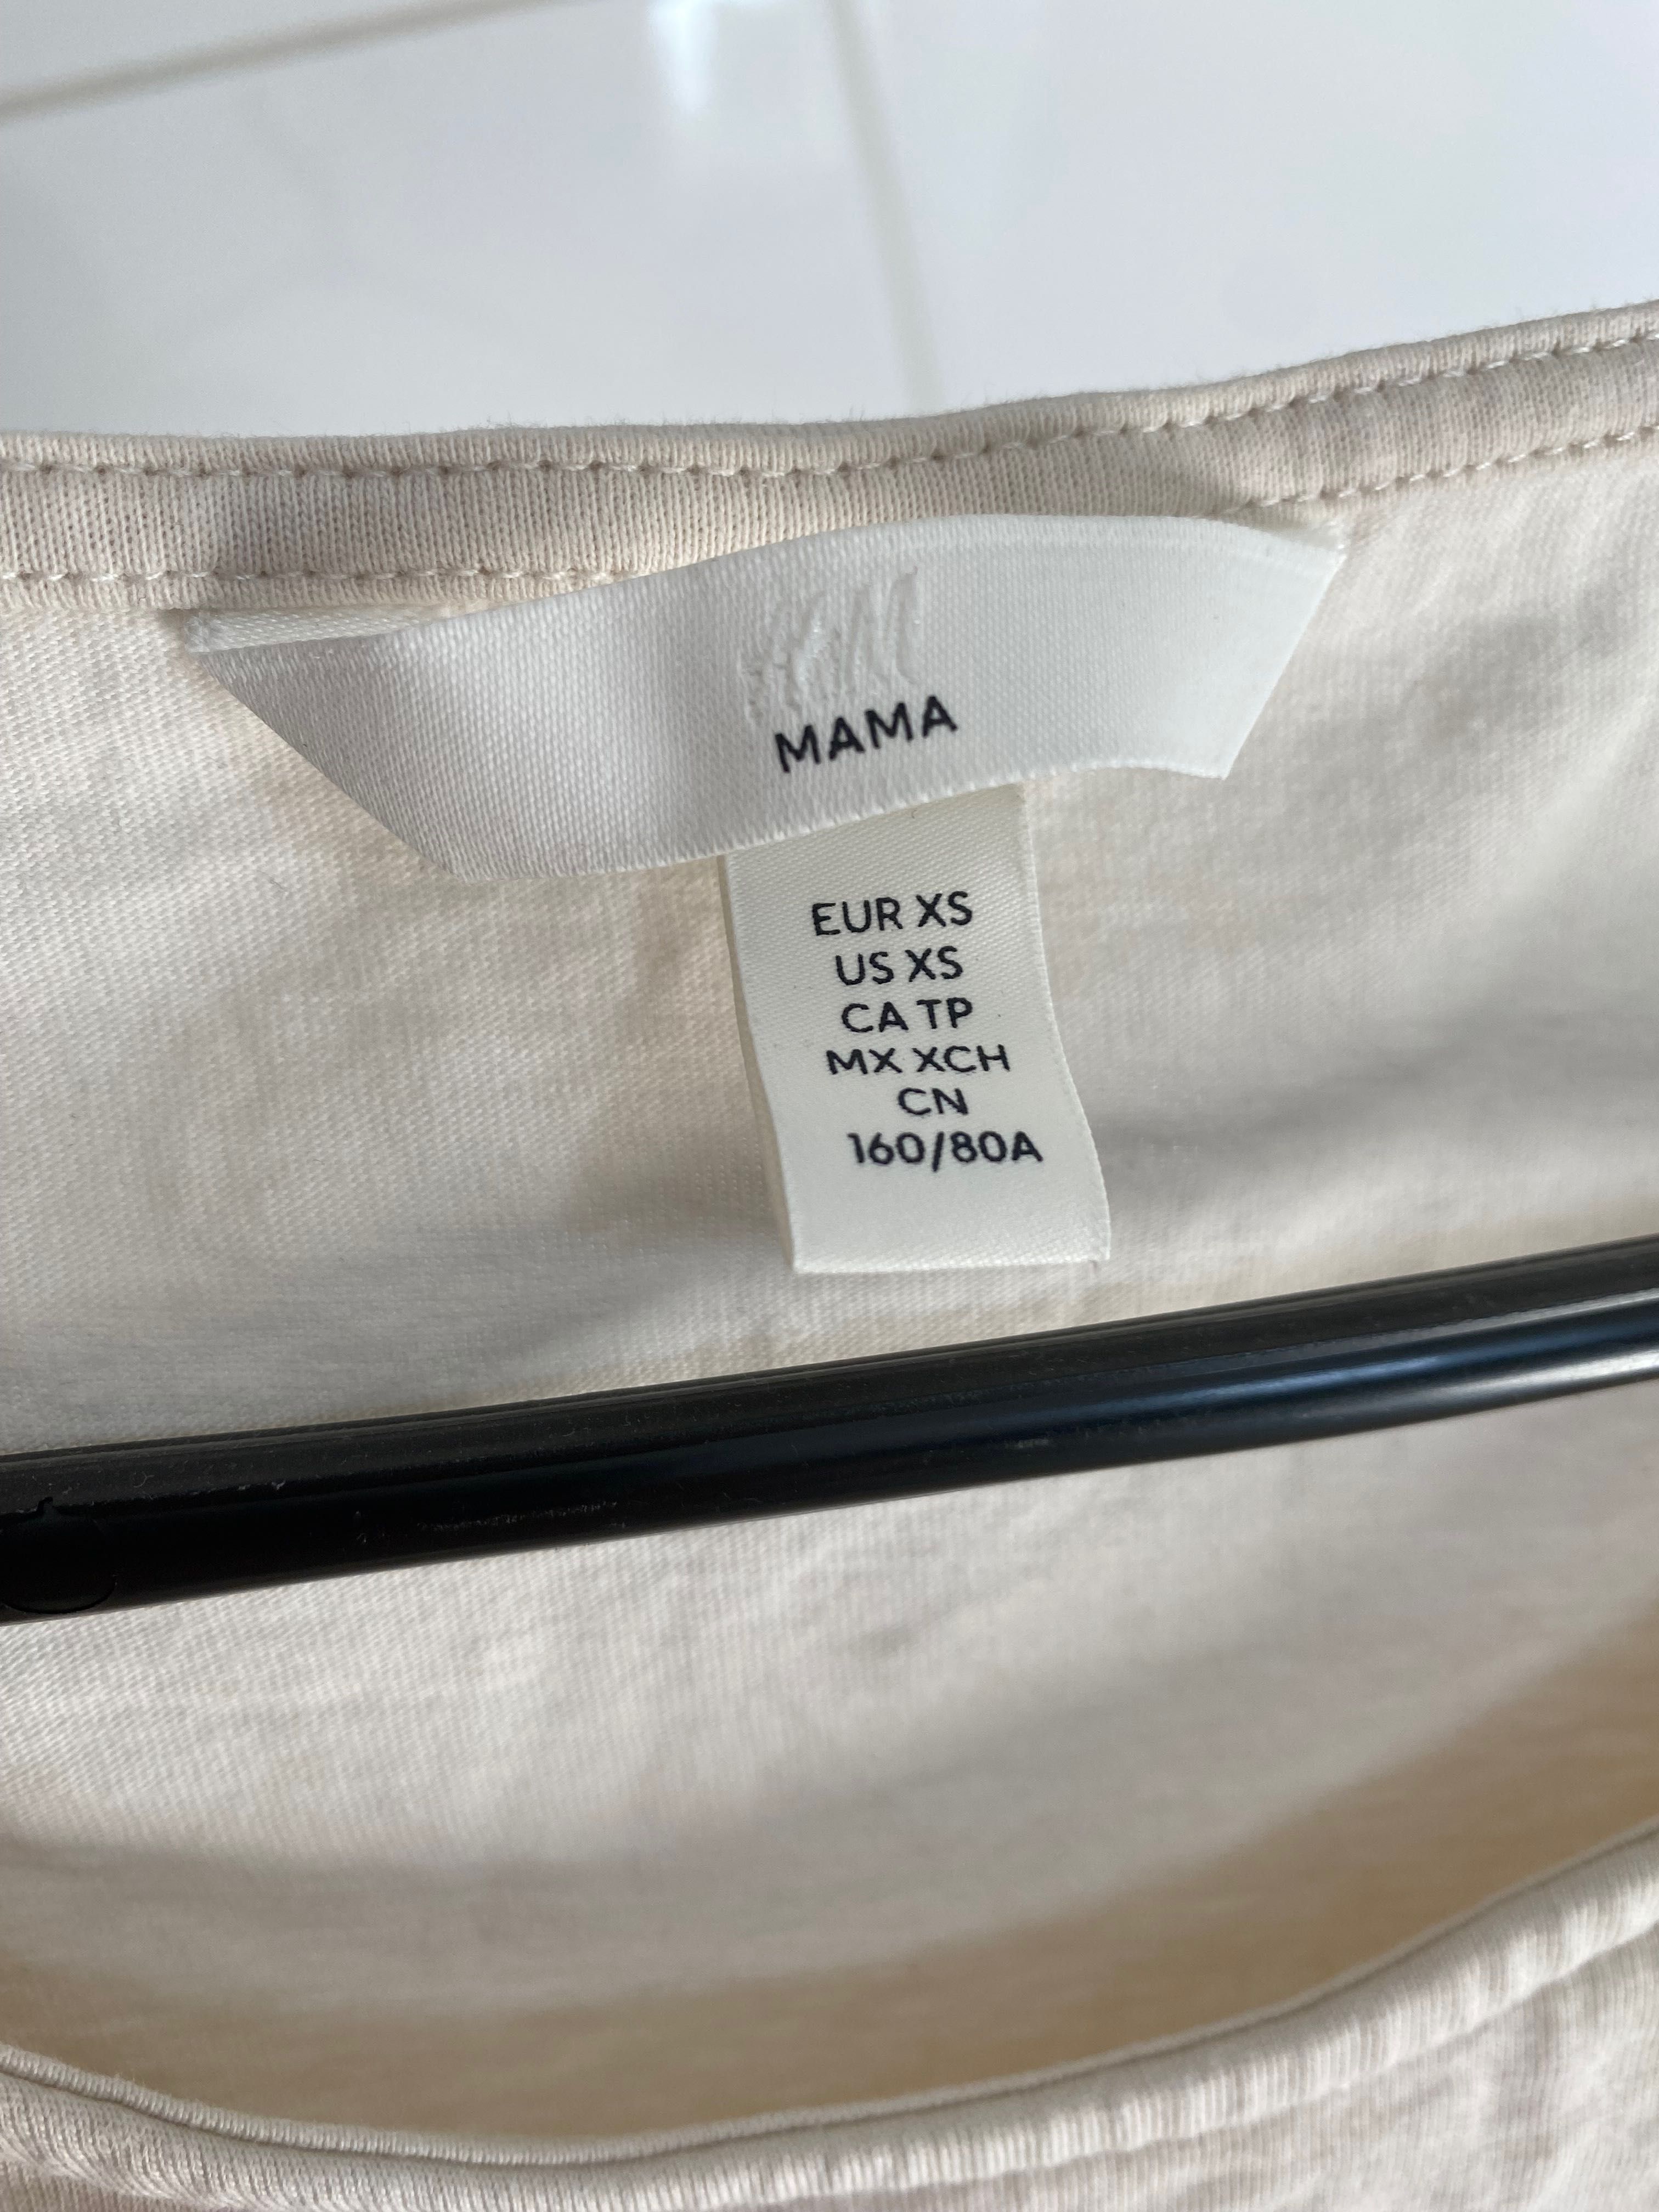 MAMA
EUR XS
US XS
CA TP
MX XCH
CN
160/80A